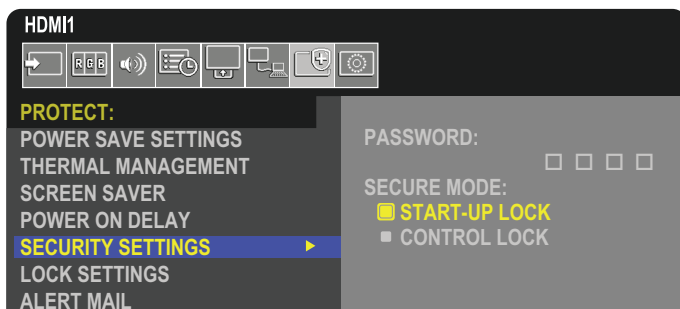 HDMI1
R G B
PROTECT:
POWER SAVE SETTINGS
THERMAL MANAGEMENT
SCREEN SAVER
POWER ON DELAY
SECURITY SETTINGS
LOCK SETTINGS
ALERT MAIL
PASSWORD:
SECURE MODE:
START-UP LOCK
CONTROL LOCK